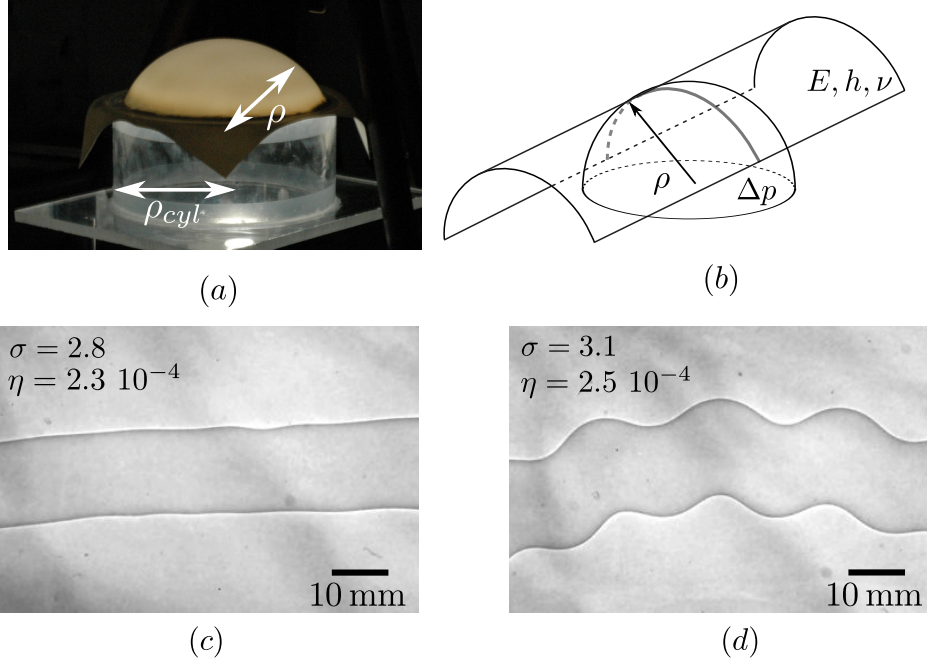 ρ
ρ_cyl
(a)
E, h, ν
ρ
Δp
(b)
σ = 2.8
η = 2.3 10⁻⁴
10 mm
(c)
σ = 3.1
η = 2.5 10⁻⁴
10 mm
(d)